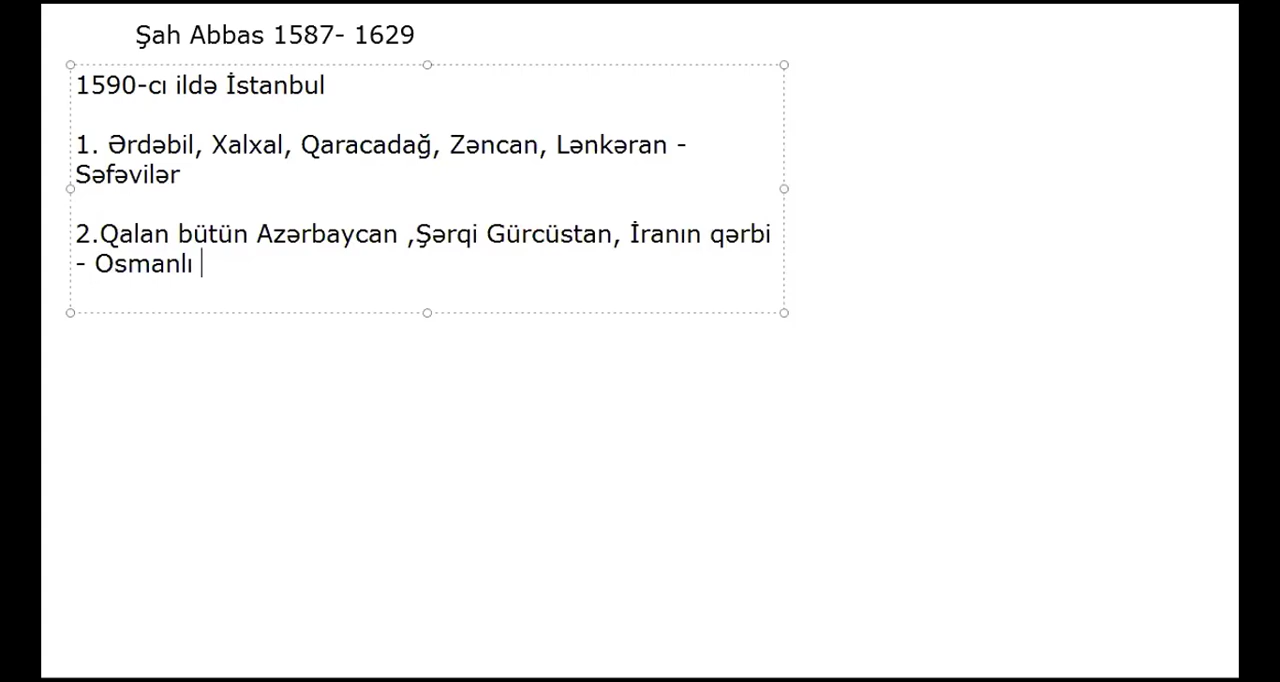 Şah Abbas 1587- 1629
1590-cı ildə İstanbul
1. Ərdəbil, Xalxal, Qaracadağ, Zəncan, Lənkəran -
Səfəvilər
2.Qalan bütün Azərbaycan ,Şərqi Gürcüstan, İranın qərbi
- Osmanlı